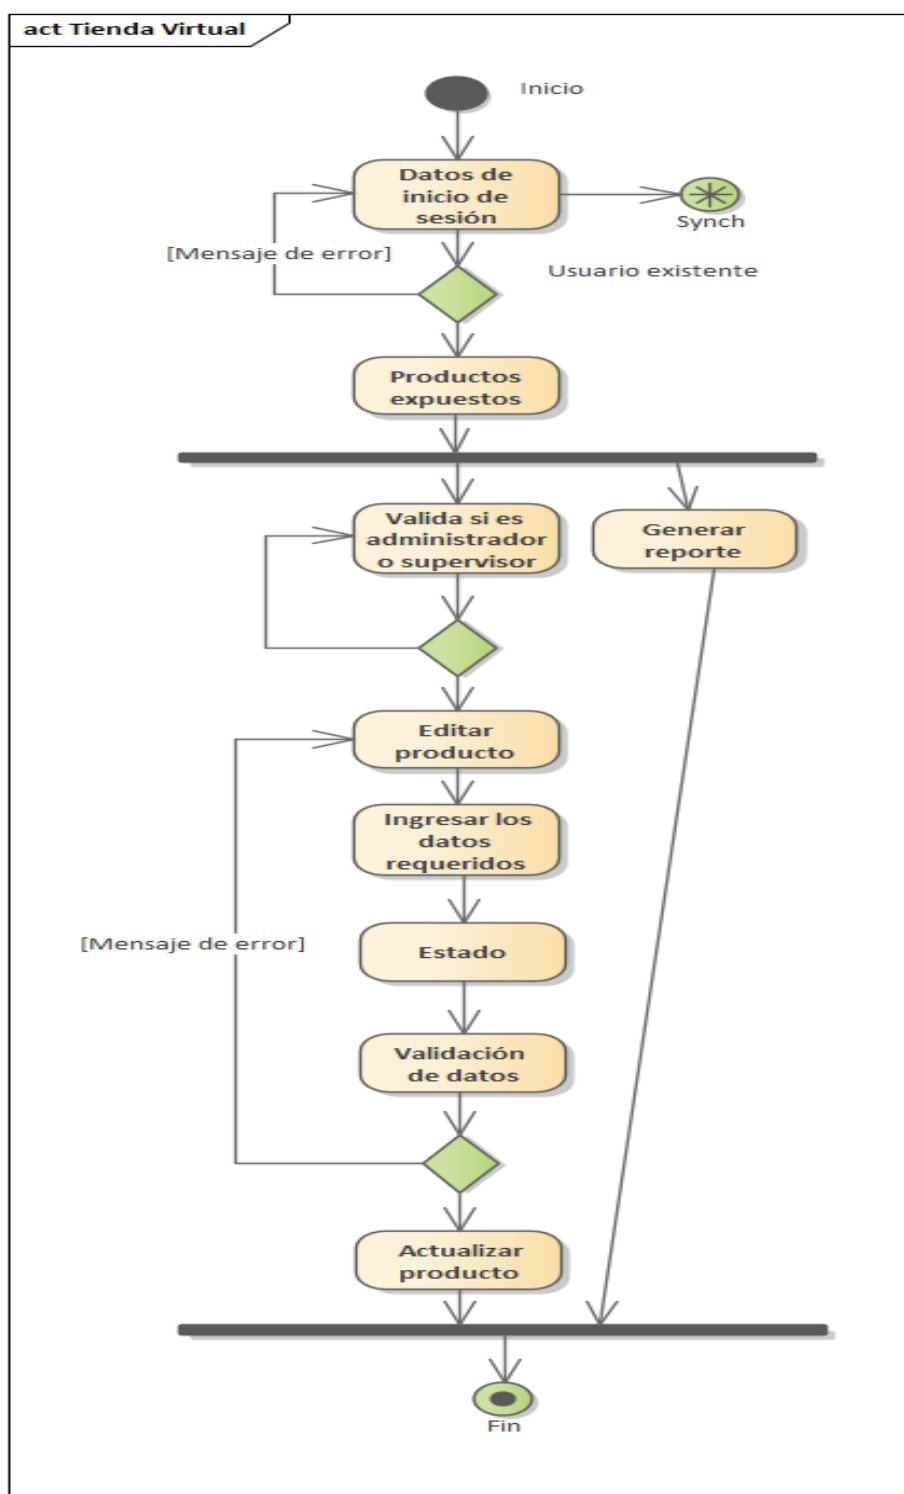 act Tienda Virtual
Inicio
Datos de
inicio de
sesión
Synch
[Mensaje de error]
Usuario existente
Productos
expuestos
Valida si es
administrador
o supervisor
Generar
reporte
Editar
producto
Ingresar los
datos
requeridos
[Mensaje de error]
Estado
Validación
de datos
Actualizar
producto
Fin